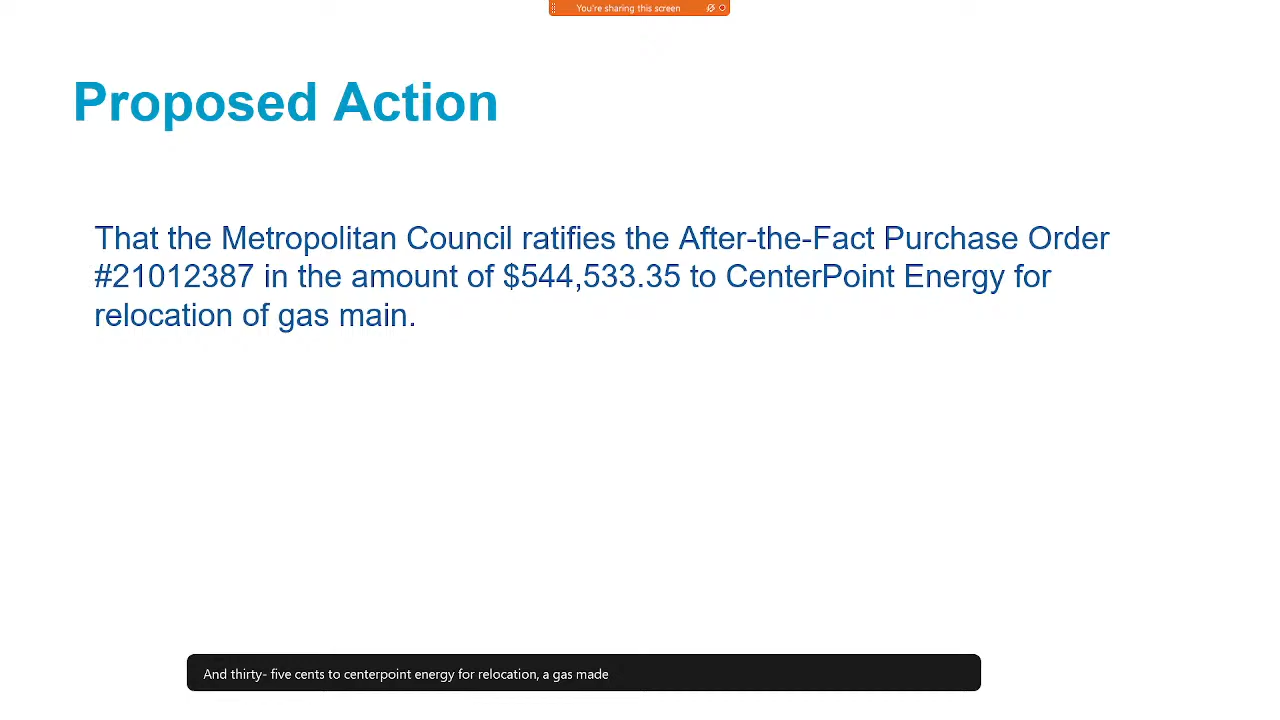 You're sharing this screen
Proposed Action
That the Metropolitan Council ratifies the After-the-Fact Purchase Order
#21012387 in the amount of $544,533.35 to CenterPoint Energy for
relocation of gas main.
And thirty- five cents to centerpoint energy for relocation, a gas made